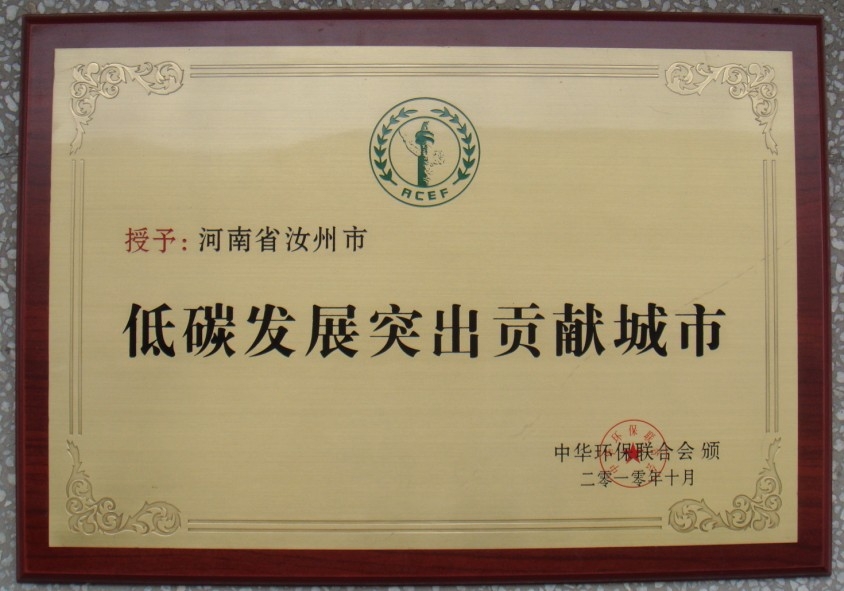 ACEF
授予：河南省汝州市
低碳发展突出贡献城市
中华环保联合会 颁
二零一零年十月